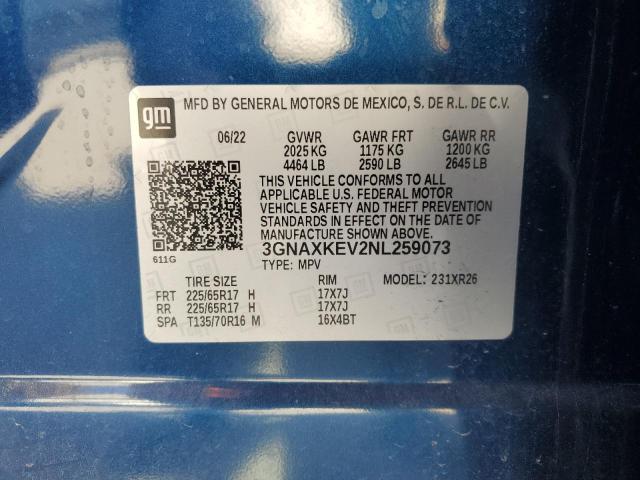 gm MFD BY GENERAL MOTORS DE MEXICO, S. DE R.L. DE C.V.
06/22 GVWR GAWR FRT GAWR RR
2025 KG 1175 KG 1200 KG
4464 LB 2590 LB 2645 LB
THIS VEHICLE CONFORMS TO ALL
APPLICABLE U.S. FEDERAL MOTOR
VEHICLE SAFETY AND THEFT PREVENTION
STANDARDS IN EFFECT ON THE DATE OF
MANUFACTURE SHOWN ABOVE.
611G 3GNAXKEV2NL259073
TYPE: MPV MODEL: 231XR26
TIRE SIZE RIM
FRT 225/65R17 H 17X7J
RR 225/65R17 H 17X7J
SPA T135/70R16 M 16X4BT